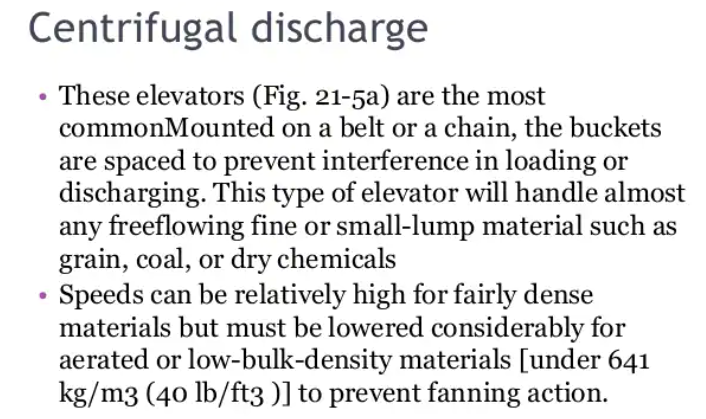 Centrifugal discharge
• These elevators (Fig. 21-5a) are the most
commonMounted on a belt or a chain, the buckets
are spaced to prevent interference in loading or
discharging. This type of elevator will handle almost
any freeflowing fine or small-lump material such as
grain, coal, or dry chemicals
• Speeds can be relatively high for fairly dense
materials but must be lowered considerably for
aerated or low-bulk-density materials [under 641
kg/m3 (40 lb/ft3 )] to prevent fanning action.